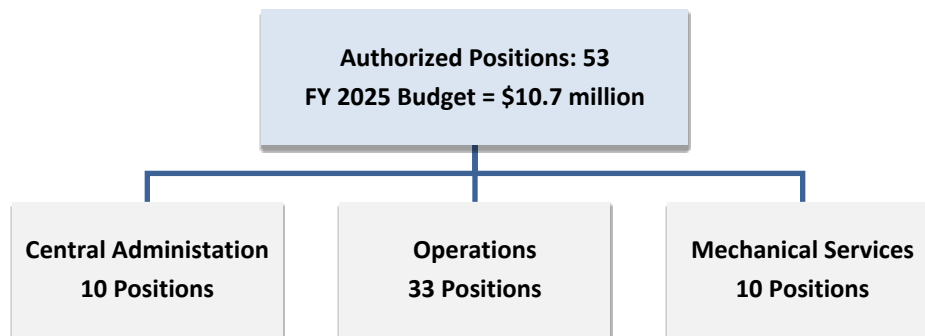 Authorized Positions: 53
FY 2025 Budget = $10.7 million
Central Administation
10 Positions
Operations
33 Positions
Mechanical Services
10 Positions